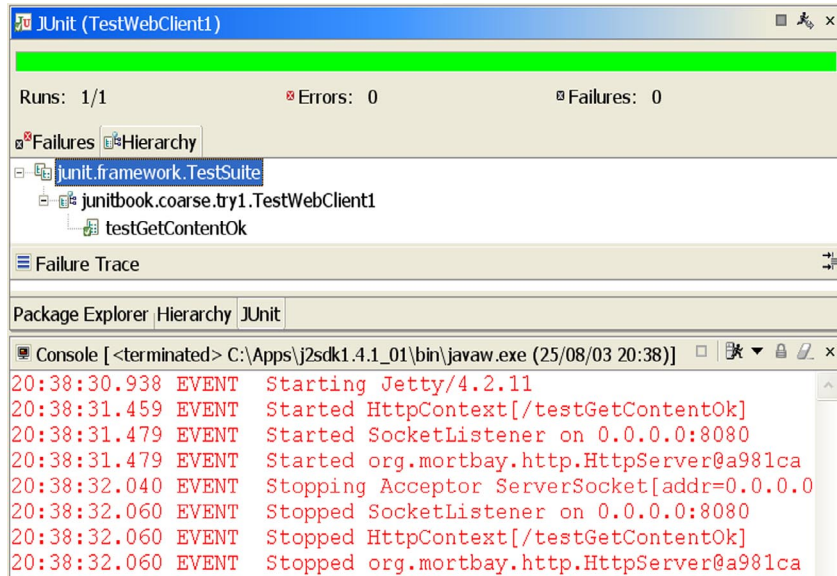 JUnit (TestWebClient1)
Runs: 1/1 Errors: 0 Failures: 0
Failures Hierarchy
junit.framework.TestSuite
junitbook.coarse.try1.TestWebClient1
testGetContentOk
Failure Trace
Package Explorer Hierarchy JUnit
Console [ <terminated> C:\Apps\j2sdk1.4.1_01\bin\javaw.exe (25/08/03 20:38)]
20:38:30.938 EVENT Starting Jetty/4.2.11
20:38:31.459 EVENT Started HttpContext[/testGetContentOk]
20:38:31.479 EVENT Started SocketListener on 0.0.0.0:8080
20:38:31.479 EVENT Started org.mortbay.http.HttpServer@a981ca
20:38:32.040 EVENT Stopping Acceptor ServerSocket[addr=0.0.0.0
20:38:32.060 EVENT Stopped SocketListener on 0.0.0.0:8080
20:38:32.060 EVENT Stopped HttpContext[/testGetContentOk]
20:38:32.060 EVENT Stopped org.mortbay.http.HttpServer@a981ca